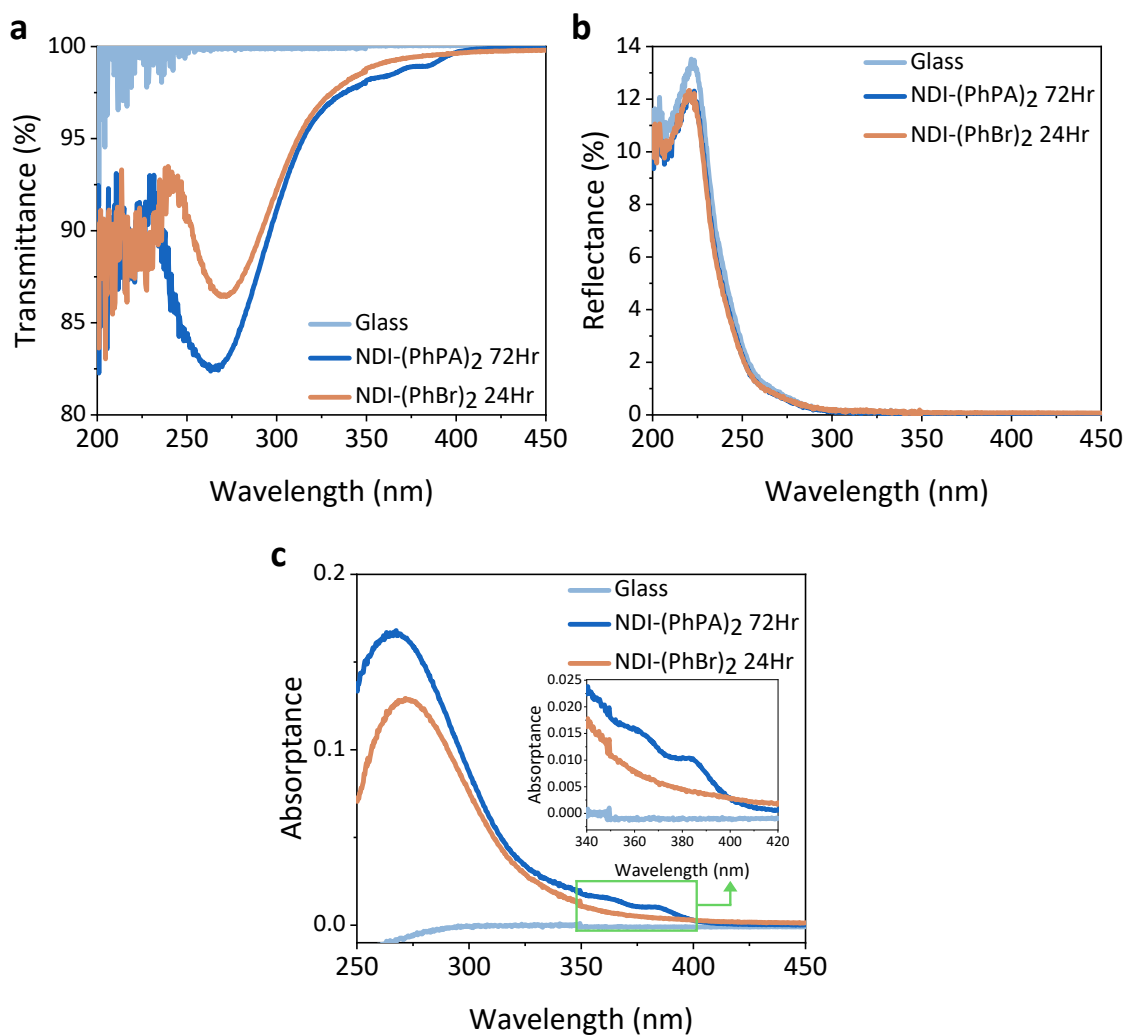 a
100
95
90
85
80
200 250 300 350 400 450
Transmittance (%)
Wavelength (nm)
Glass
NDI-(PhPA)2 72Hr
NDI-(PhBr)2 24Hr
b
14
12
10
8
6
4
2
0
200 250 300 350 400 450
Reflectance (%)
Wavelength (nm)
Glass
NDI-(PhPA)2 72Hr
NDI-(PhBr)2 24Hr
c
0.2
0.1
0.0
250 300 350 400 450
Absorptance
Wavelength (nm)
Glass
NDI-(PhPA)2 72Hr
NDI-(PhBr)2 24Hr
0.025
0.020
0.015
0.010
0.005
0.000
340 360 380 400 420
Absorptance
Wavelength (nm)